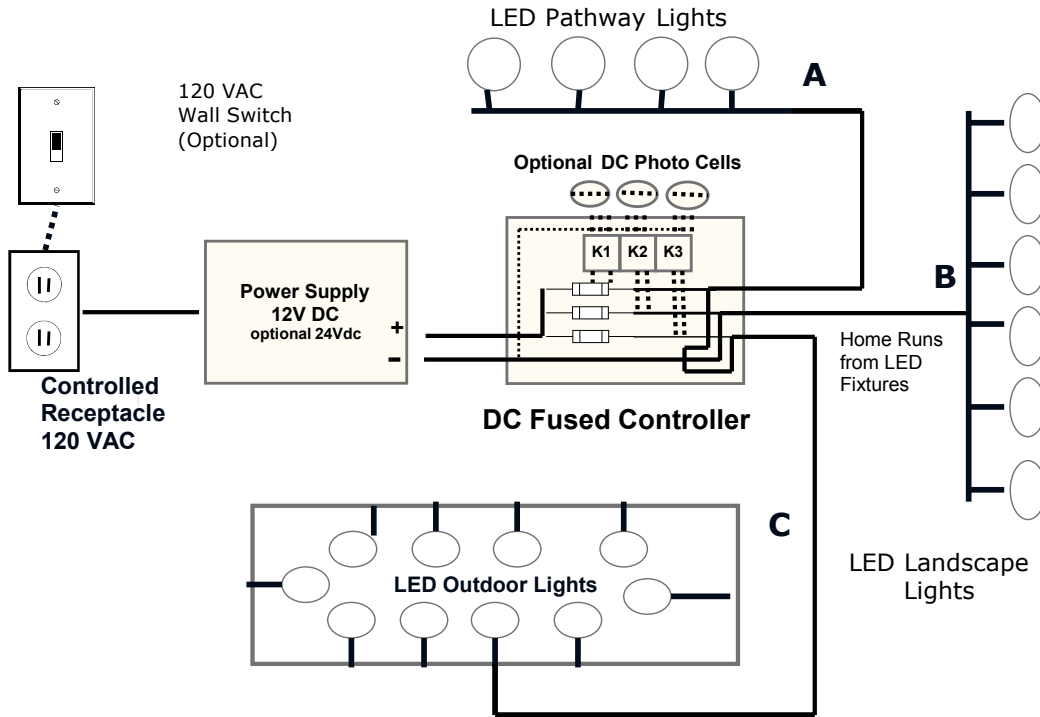 LED Pathway Lights
A
120 VAC
Wall Switch
(Optional)
Optional DC Photo Cells
K1 K2 K3
B
Power Supply
12V DC
optional 24Vdc
+
–
Home Runs
from LED
Fixtures
Controlled
Receptacle
120 VAC
DC Fused Controller
C
LED Outdoor Lights
LED Landscape
Lights